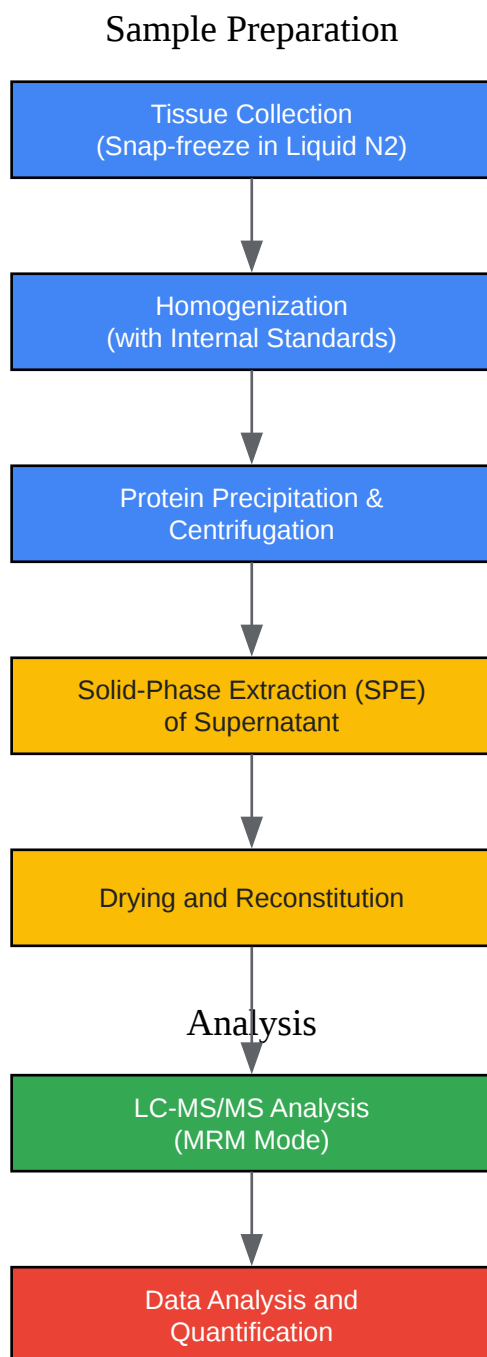 Sample Preparation
Tissue Collection
(Snap-freeze in Liquid N2)
Homogenization
(with Internal Standards)
Protein Precipitation &
Centrifugation
Solid-Phase Extraction (SPE)
of Supernatant
Drying and Reconstitution
Analysis
LC-MS/MS Analysis
(MRM Mode)
Data Analysis and
Quantification